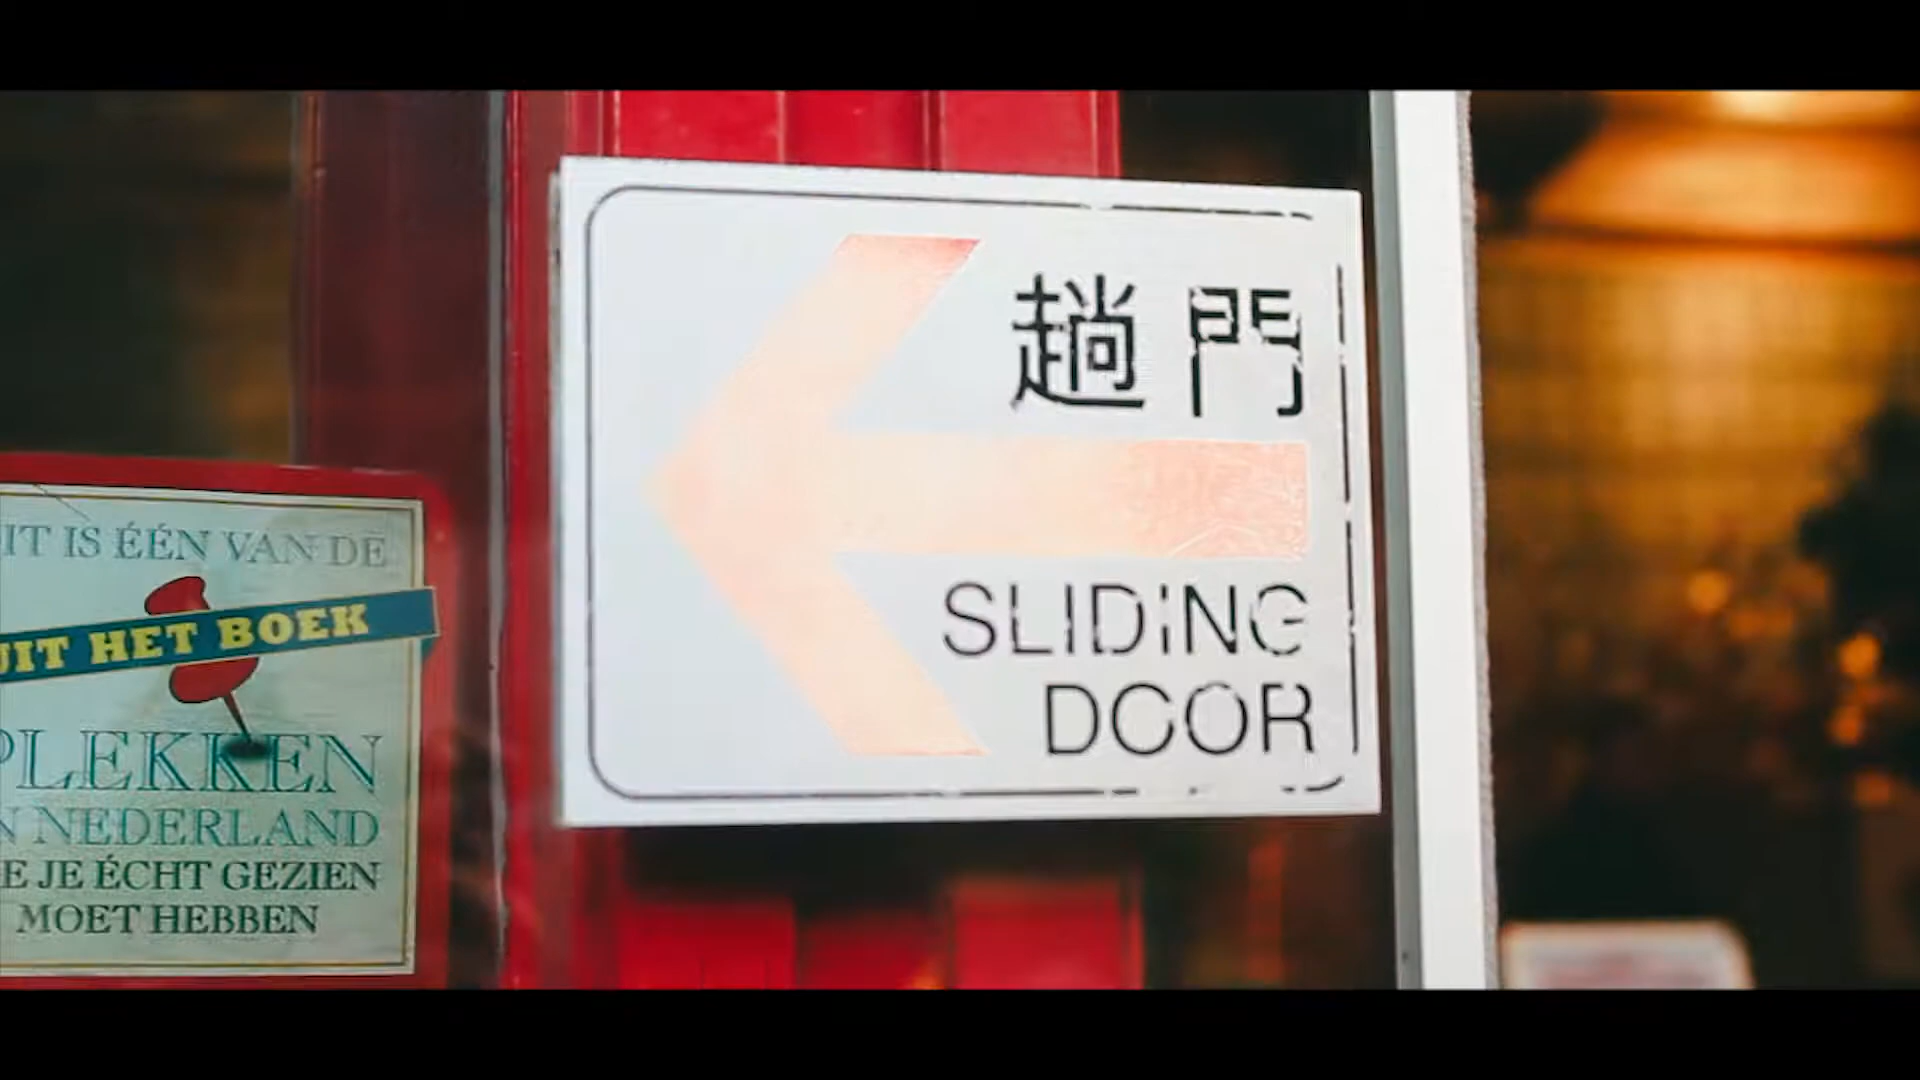 IT IS ÉÉN VAN DE
UIT HET BOEK
PLEKKEN
N NEDERLAND
E JE ÉCHT GEZIEN
MOET HEBBEN
趟門
SLIDING
DOOR